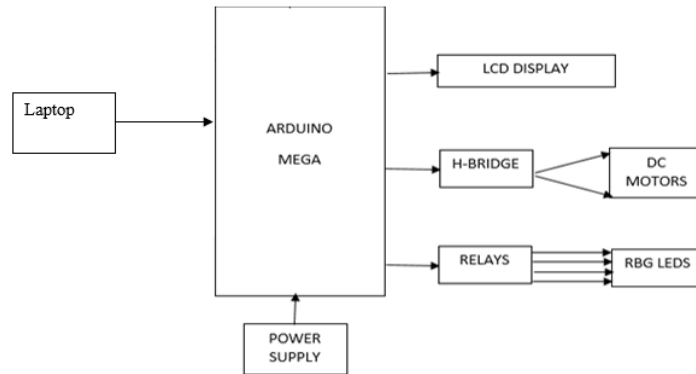 Laptop
ARDUINO
MEGA
LCD DISPLAY
H-BRIDGE
DC
MOTORS
RELAYS
RBG LEDS
POWER
SUPPLY